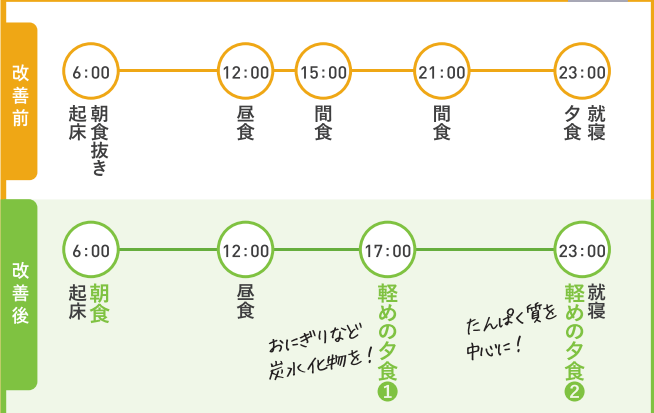 改善前
6:00
起床
朝食抜き
12:00
昼食
15:00
間食
21:00
間食
23:00
夕食
就寝
改善後
6:00
起床
朝食
12:00
昼食
17:00
軽めの夕食❶
おにぎりなど
炭水化物を！
23:00
軽めの夕食❷
就寝
たんぱく質を
中心に！